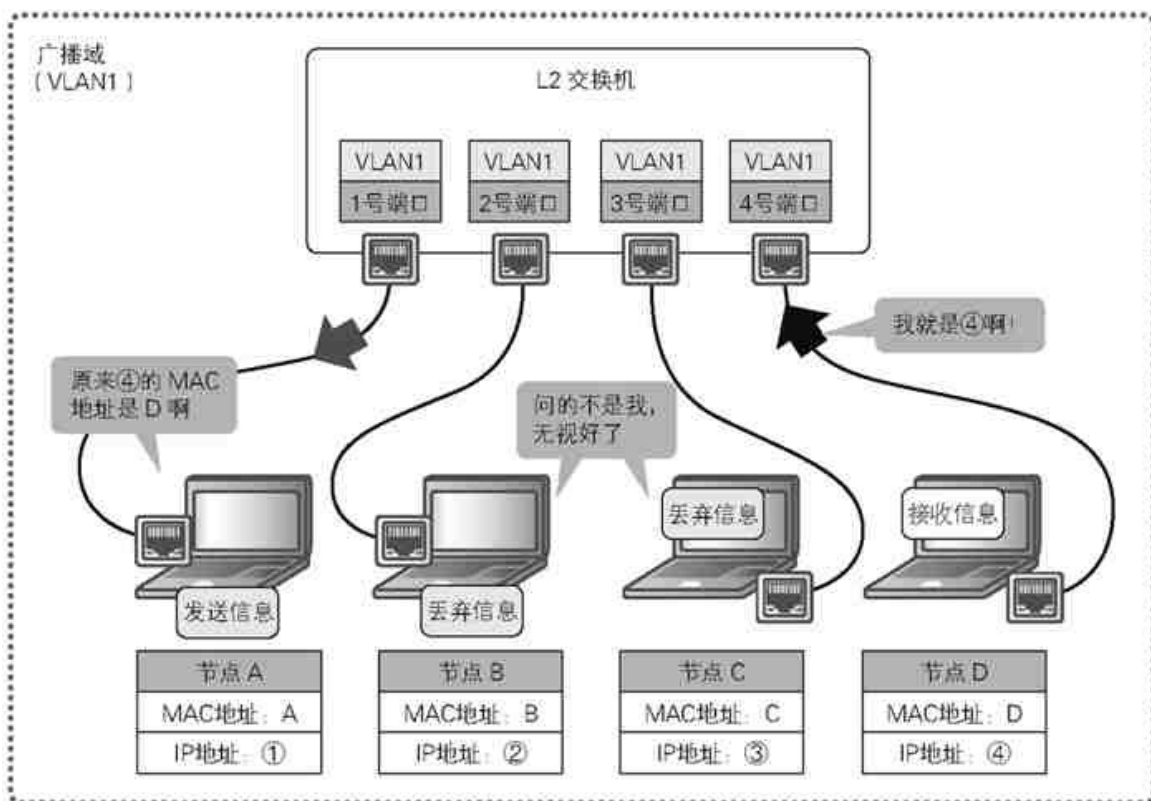 广播域
（VLAN1）
L2 交换机
VLAN1
1号端口
VLAN1
2号端口
VLAN1
3号端口
VLAN1
4号端口
我就是④啊！
原来④的 MAC
地址是 D 啊
问的不是我，
无视好了
发送信息
丢弃信息
丢弃信息
接收信息
节点 A
MAC地址：A
IP地址：①
节点 B
MAC地址：B
IP地址：②
节点 C
MAC地址：C
IP地址：③
节点 D
MAC地址：D
IP地址：④